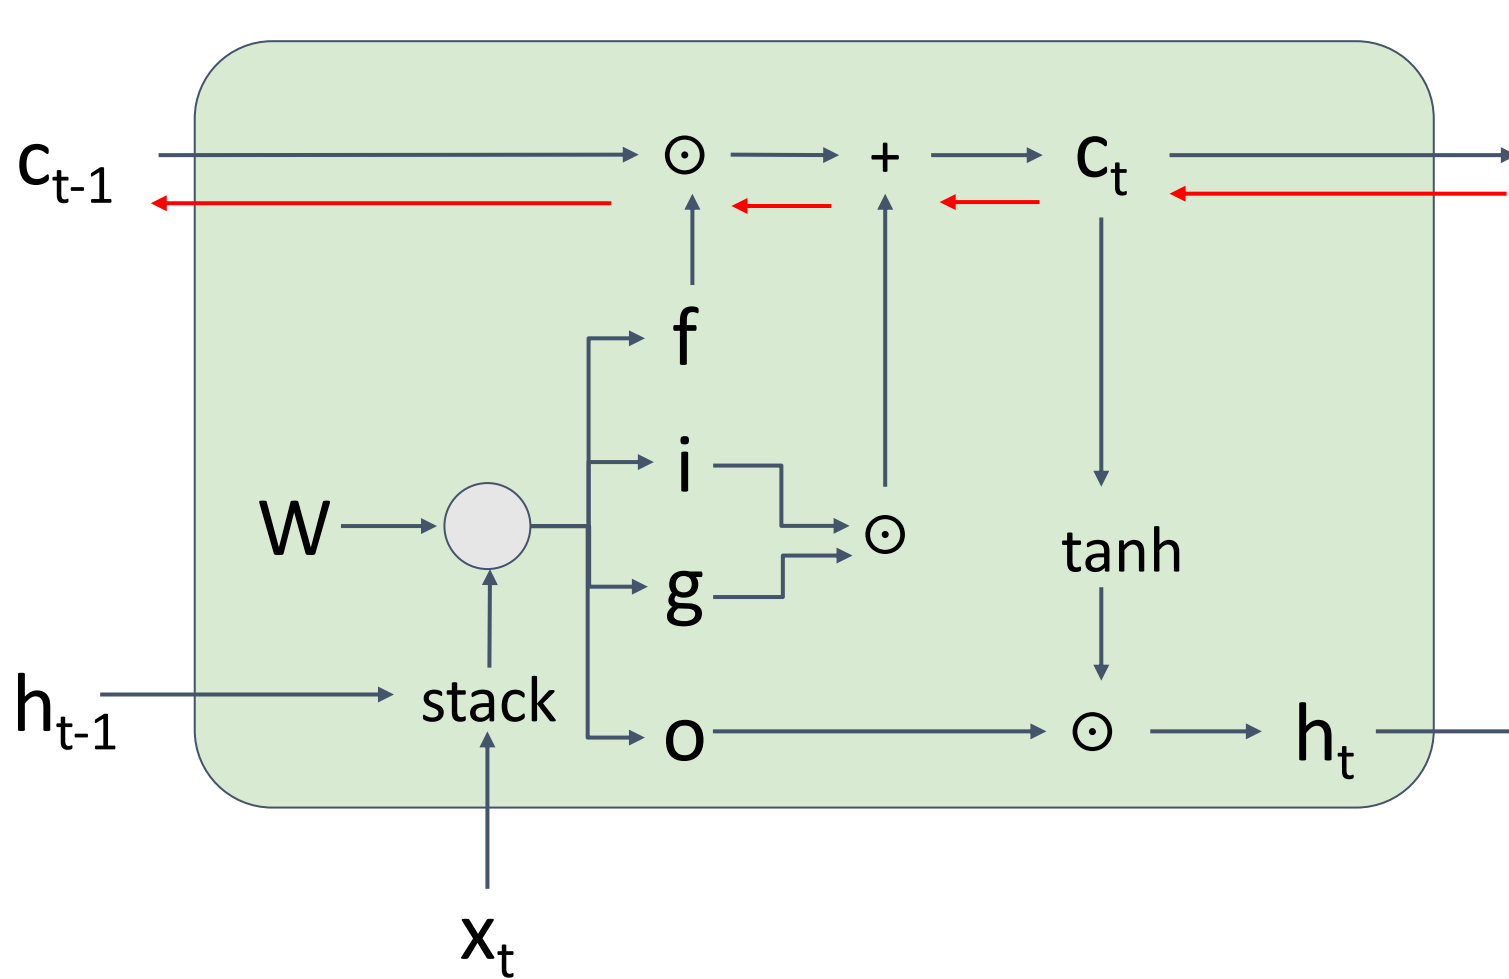 c_{t-1} ⊙ + c_t
f
i
W ⊙ tanh
g
h_{t-1} stack o ⊙ h_t
x_t